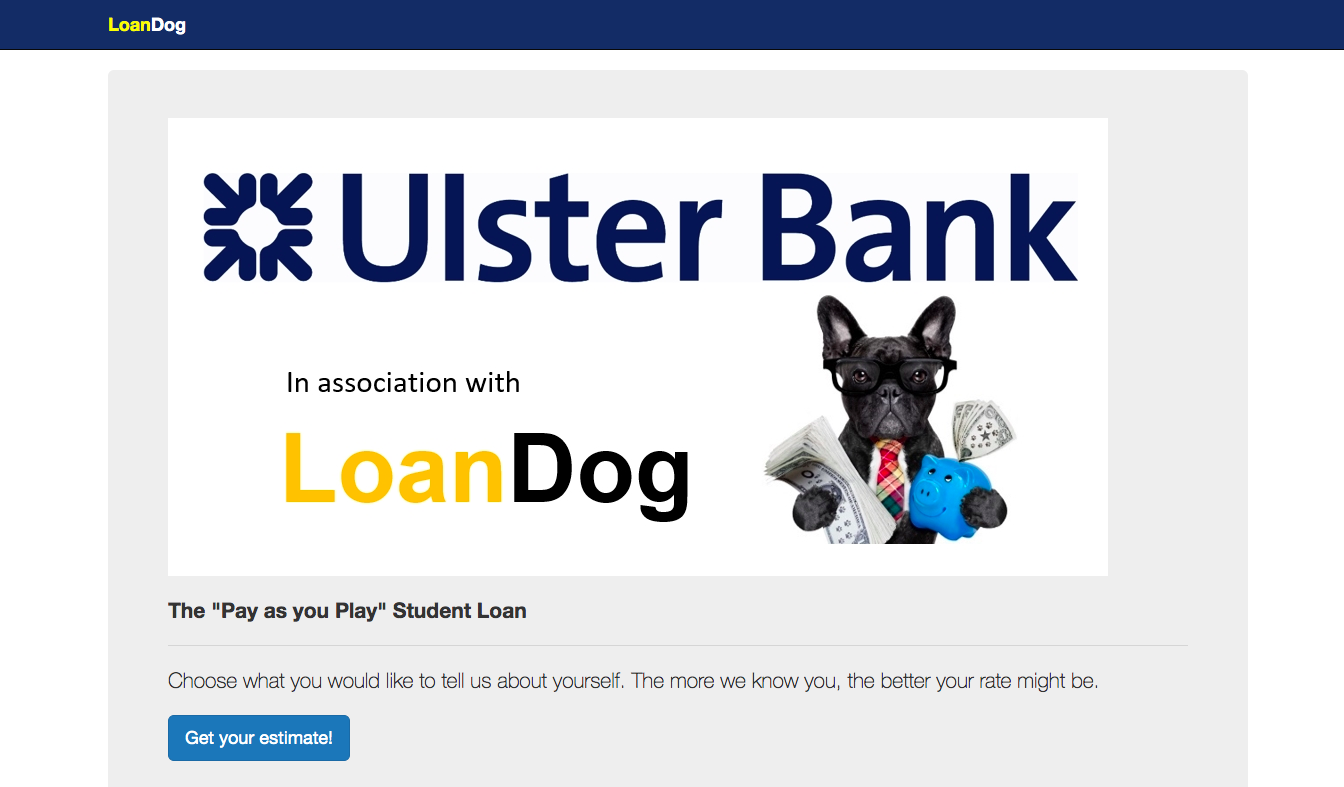 LoanDog
Ulster Bank
In association with
LoanDog
The "Pay as you Play" Student Loan
Choose what you would like to tell us about yourself. The more we know you, the better your rate might be.
Get your estimate!